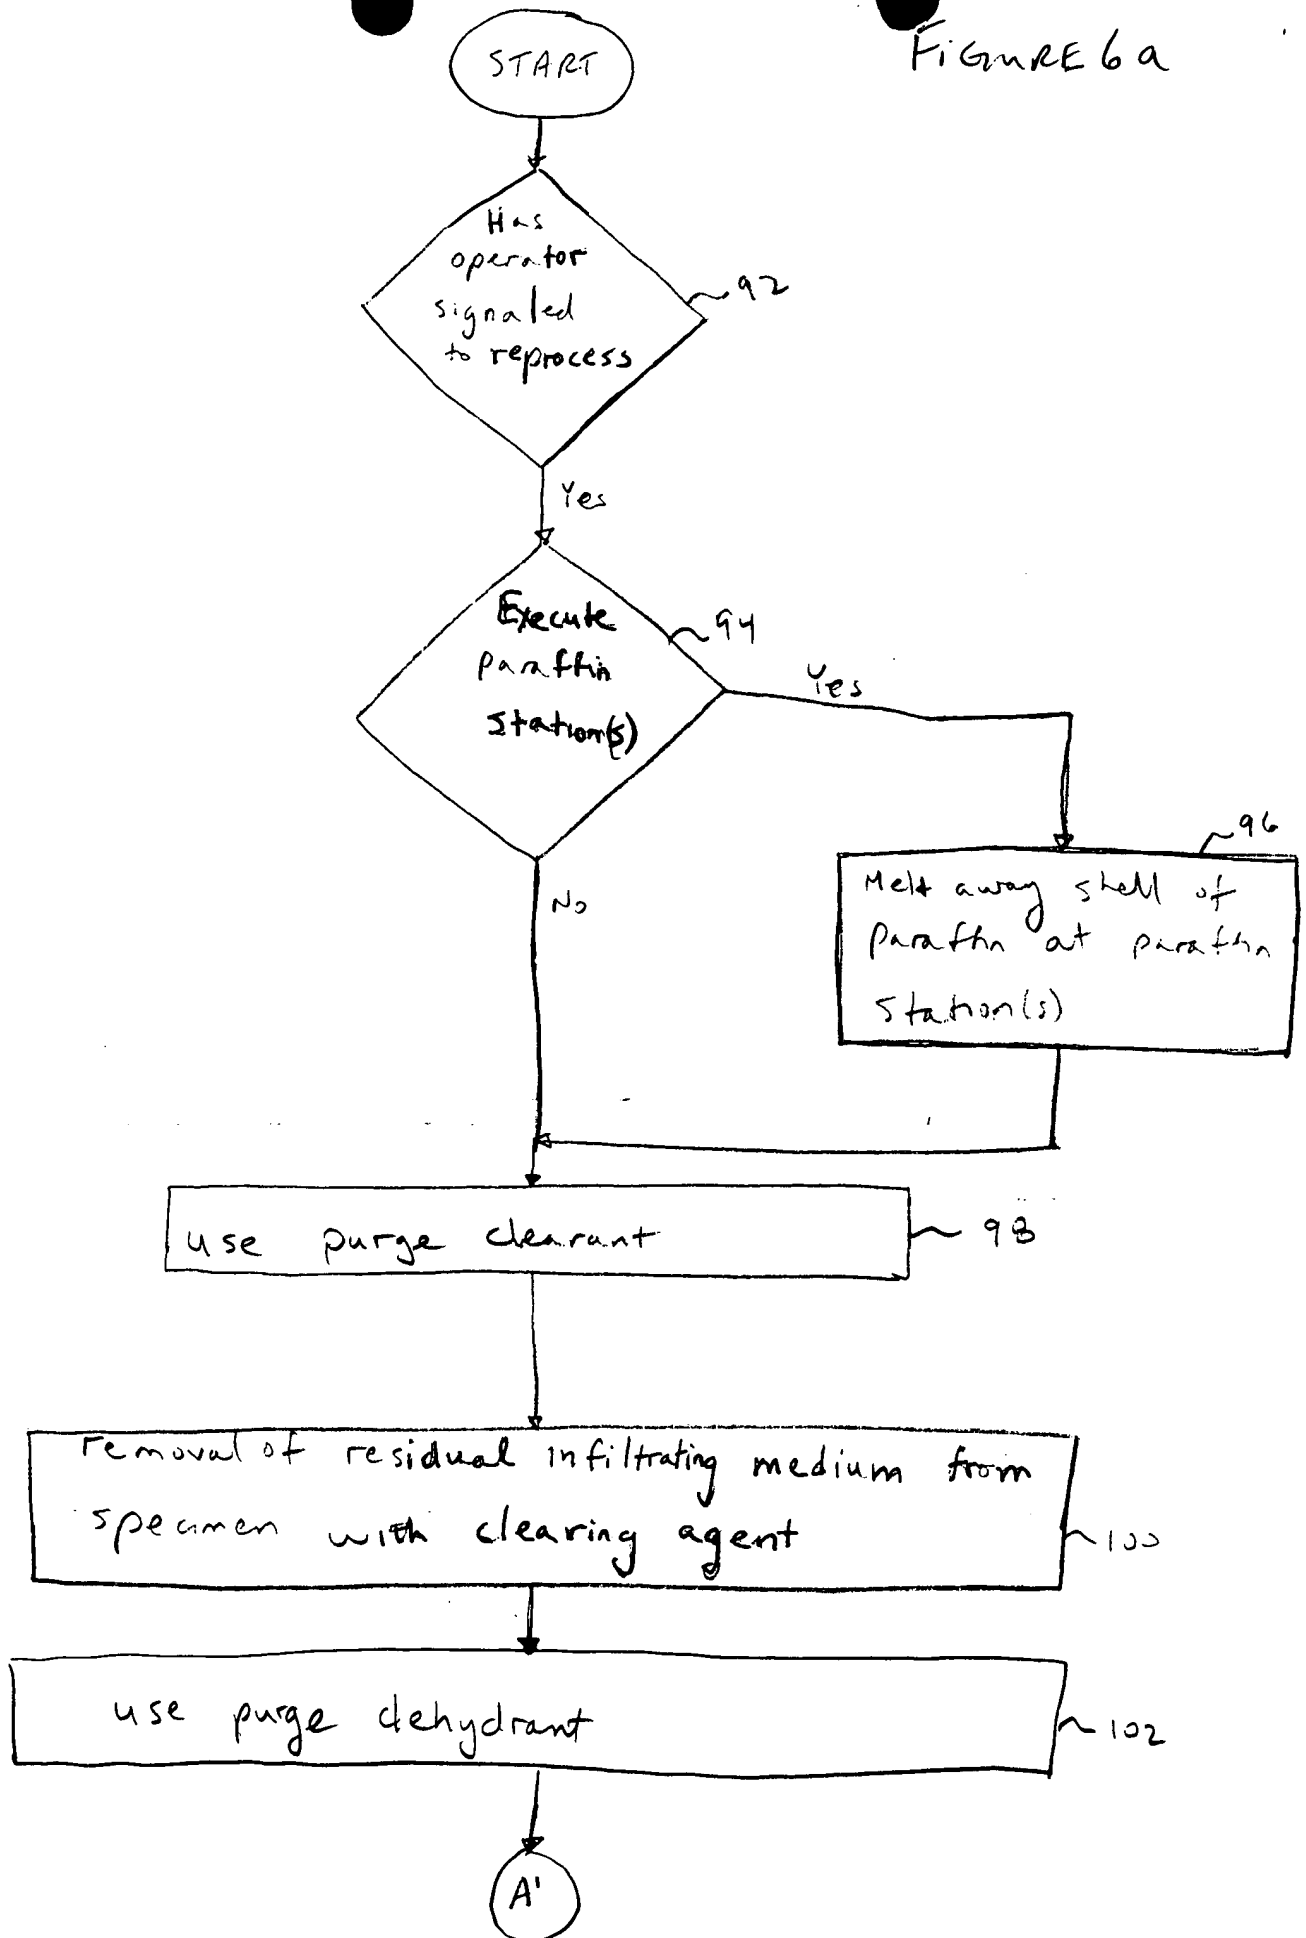 FIGURE 6a
START
Has
operator
signaled
to reprocess
92
Yes
Execute
paraffin
station(s)
94
Yes
No
96
Melt away shell of
Paraffin at paraffin
station(s)
use purge clearant
98
removal of residual infiltrating medium from
specimen with clearing agent
100
use purge dehydrant
102
A'